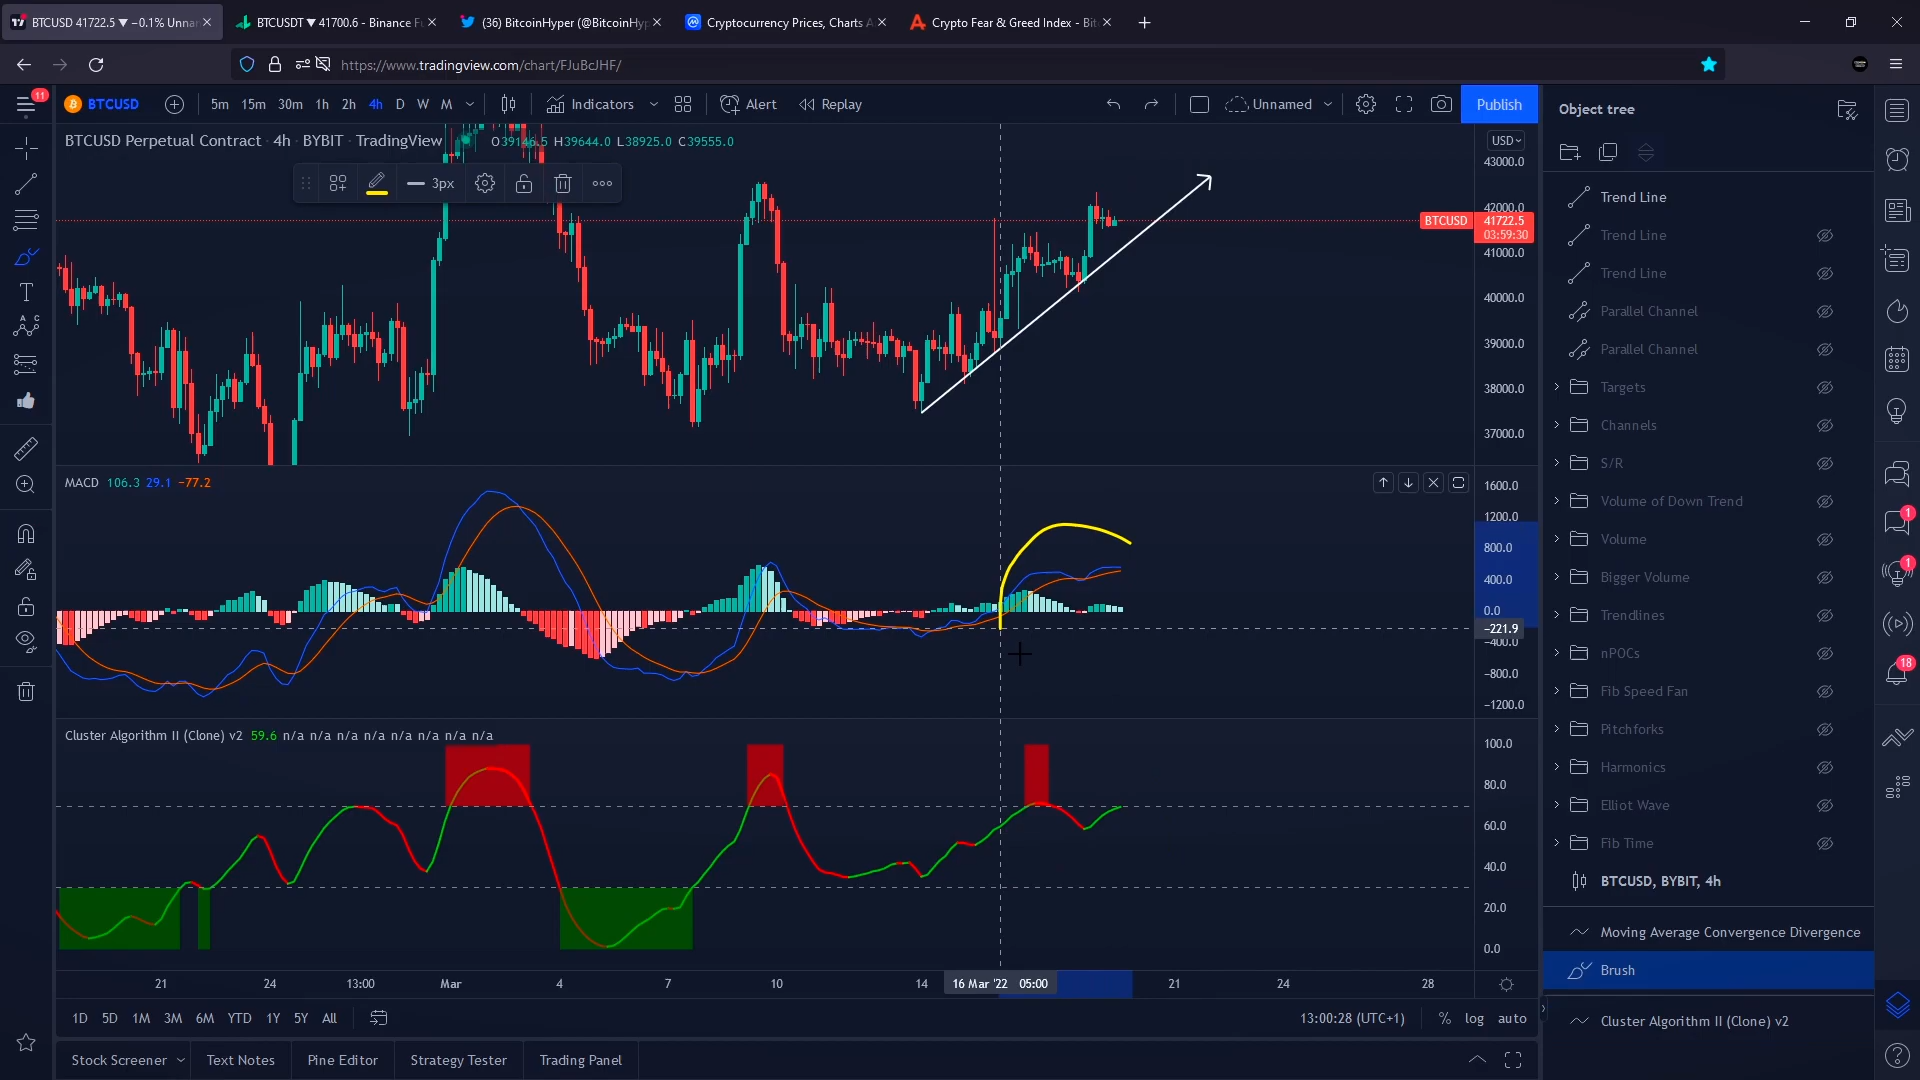 BTCUSD 41722.5 ▼ −0.1% Unnar
BTCUSDT ▼ 41700.6 - Binance F
(36) BitcoinHyper (@BitcoinHyp
Cryptocurrency Prices, Charts A
Crypto Fear & Greed Index - Bit
https://www.tradingview.com/chart/FJuBcJHF/
11
BTCUSD
5m 15m 30m 1h 2h 4h D W M
Indicators
Alert
Replay
Unnamed
Publish
Object tree
BTCUSD Perpetual Contract · 4h · BYBIT · TradingView
O39146.5 H39644.0 L38925.0 C39555.0
USD
3px
43000.0
42000.0
BTCUSD 41722.5
03:59:30
41000.0
40000.0
39000.0
38000.0
37000.0
MACD 106.3 29.1 −77.2
1600.0
1200.0
800.0
400.0
0.0
−221.9
−400.0
−800.0
−1200.0
Cluster Algorithm II (Clone) v2 59.6 n/a n/a n/a n/a n/a n/a n/a n/a
100.0
80.0
60.0
40.0
20.0
0.0
21 24 13:00 Mar 4 7 10 14 16 Mar '22 05:00 21 24 28
1D 5D 1M 3M 6M YTD 1Y 5Y All
13:00:28 (UTC+1)
% log auto
Stock Screener
Text Notes
Pine Editor
Strategy Tester
Trading Panel
Trend Line
Trend Line
Trend Line
Parallel Channel
Parallel Channel
Targets
Channels
S/R
Volume of Down Trend
Volume
Bigger Volume
Trendlines
nPOCs
Fib Speed Fan
Pitchforks
Harmonics
Elliot Wave
Fib Time
BTCUSD, BYBIT, 4h
Moving Average Convergence Divergence
Brush
Cluster Algorithm II (Clone) v2
1
1
18